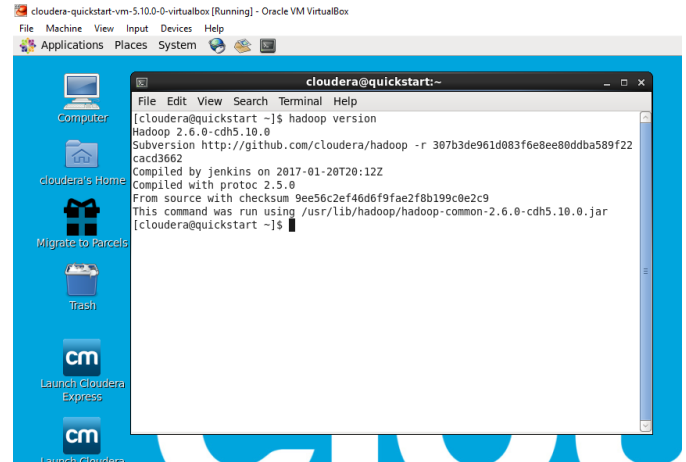 cloudera-quickstart-vm-5.10.0-0-virtualbox [Running] - Oracle VM VirtualBox
File Machine View Input Devices Help
Applications Places System
Computer
cloudera's Home
Migrate to Parcels
Trash
cm
Launch Cloudera
Express
cm
Launch Cloudera
cloudera@quickstart:~
File Edit View Search Terminal Help
[cloudera@quickstart ~]$ hadoop version
Hadoop 2.6.0-cdh5.10.0
Subversion http://github.com/cloudera/hadoop -r 307b3de961d083f6e8ee80ddba589f22
cacd3662
Compiled by jenkins on 2017-01-20T20:12Z
Compiled with protoc 2.5.0
From source with checksum 9ee56c2ef46d6f9fae2f8b199c0e2c9
This command was run using /usr/lib/hadoop/hadoop-common-2.6.0-cdh5.10.0.jar
[cloudera@quickstart ~]$